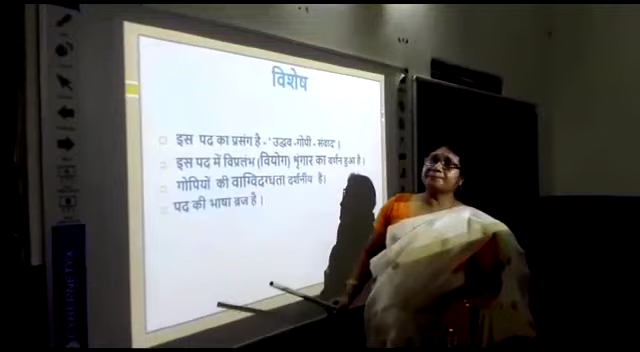 विशेष
इस पद का प्रसंग है - ' उद्धव -गोपी - संवाद' ।
इस पद में विप्रलंभ (वियोग) श्रृंगार का वर्णन हुआ है ।
गोपियों की वाग्विदग्धता दर्शनीय है ।
पद की भाषा ब्रज है ।